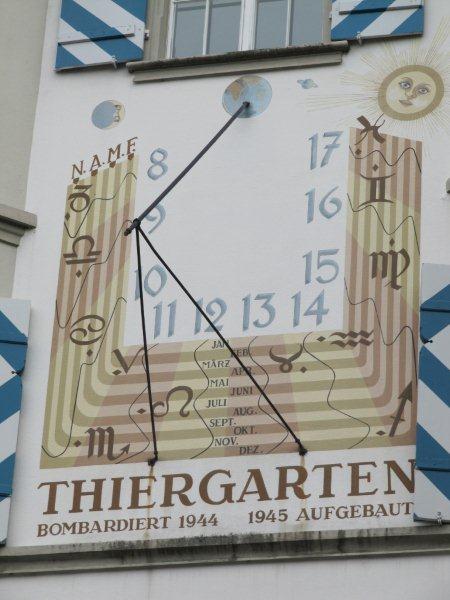 N.A.M.E
8
17
9
16
10
15
11 12 13 14
JAN.
FEB.
MÄRZ
APR.
MAI
JUNI
JULI
AUG.
SEPT.
OKT.
NOV.
DEZ.
THIERGARTEN
BOMBARDIERT 1944 1945 AUFGEBAUT